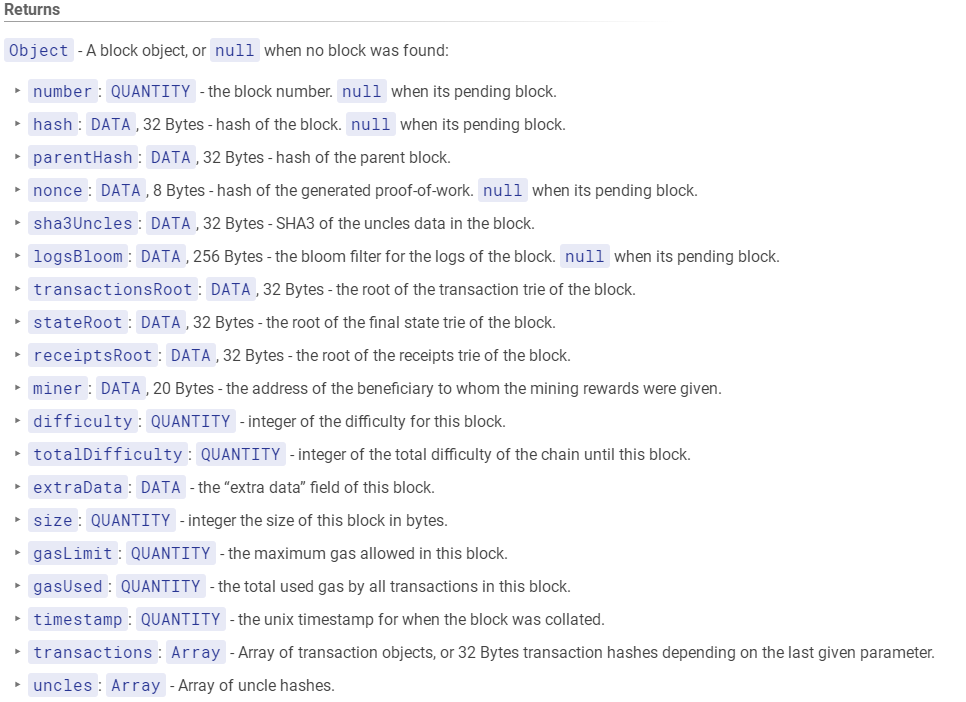 Returns
Object - A block object, or null when no block was found:
‣ number: QUANTITY - the block number. null when its pending block.
‣ hash: DATA, 32 Bytes - hash of the block. null when its pending block.
‣ parentHash: DATA, 32 Bytes - hash of the parent block.
‣ nonce: DATA, 8 Bytes - hash of the generated proof-of-work. null when its pending block.
‣ sha3Uncles: DATA, 32 Bytes - SHA3 of the uncles data in the block.
‣ logsBloom: DATA, 256 Bytes - the bloom filter for the logs of the block. null when its pending block.
‣ transactionsRoot: DATA, 32 Bytes - the root of the transaction trie of the block.
‣ stateRoot: DATA, 32 Bytes - the root of the final state trie of the block.
‣ receiptsRoot: DATA, 32 Bytes - the root of the receipts trie of the block.
‣ miner: DATA, 20 Bytes - the address of the beneficiary to whom the mining rewards were given.
‣ difficulty: QUANTITY - integer of the difficulty for this block.
‣ totalDifficulty: QUANTITY - integer of the total difficulty of the chain until this block.
‣ extraData: DATA - the “extra data” field of this block.
‣ size: QUANTITY - integer the size of this block in bytes.
‣ gasLimit: QUANTITY - the maximum gas allowed in this block.
‣ gasUsed: QUANTITY - the total used gas by all transactions in this block.
‣ timestamp: QUANTITY - the unix timestamp for when the block was collated.
‣ transactions: Array - Array of transaction objects, or 32 Bytes transaction hashes depending on the last given parameter.
‣ uncles: Array - Array of uncle hashes.